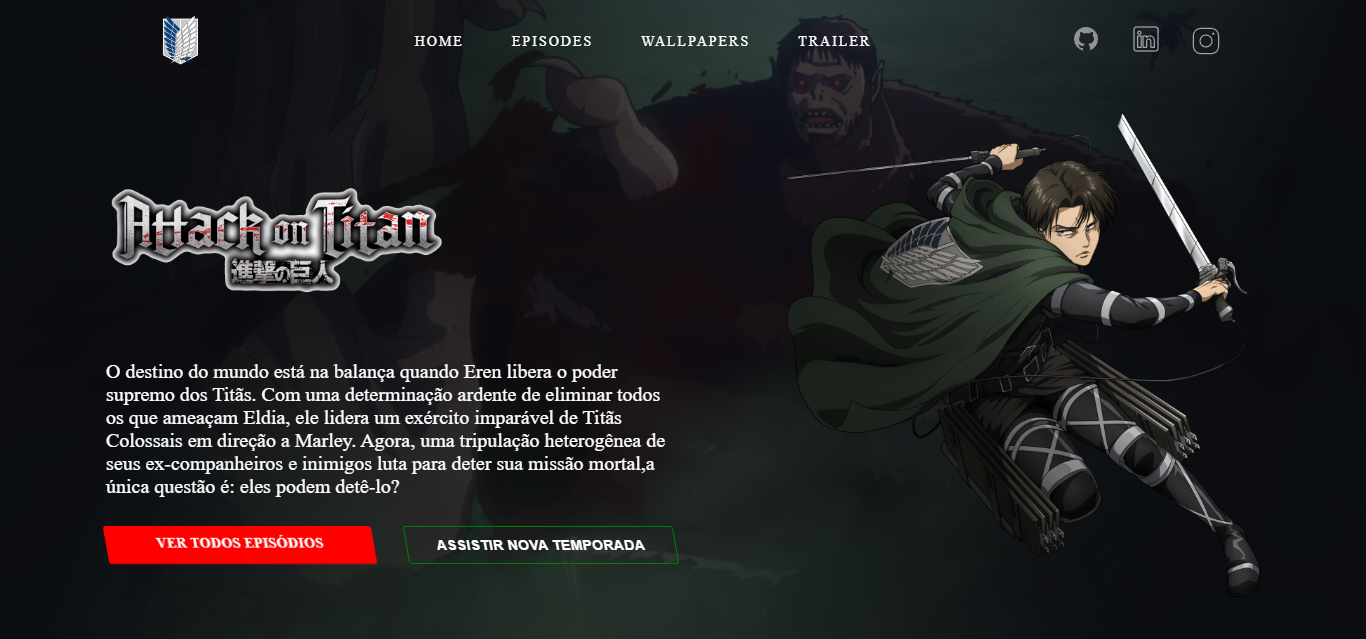 HOME EPISODES WALLPAPERS TRAILER
in
Attack on Titan
進撃の巨人
O destino do mundo está na balança quando Eren libera o poder
supremo dos Titãs. Com uma determinação ardente de eliminar todos
os que ameaçam Eldia, ele lidera um exército imparável de Titãs
Colossais em direção a Marley. Agora, uma tripulação heterogênea de
seus ex-companheiros e inimigos luta para deter sua missão mortal,a
única questão é: eles podem detê-lo?
VER TODOS EPISÓDIOS
ASSISTIR NOVA TEMPORADA